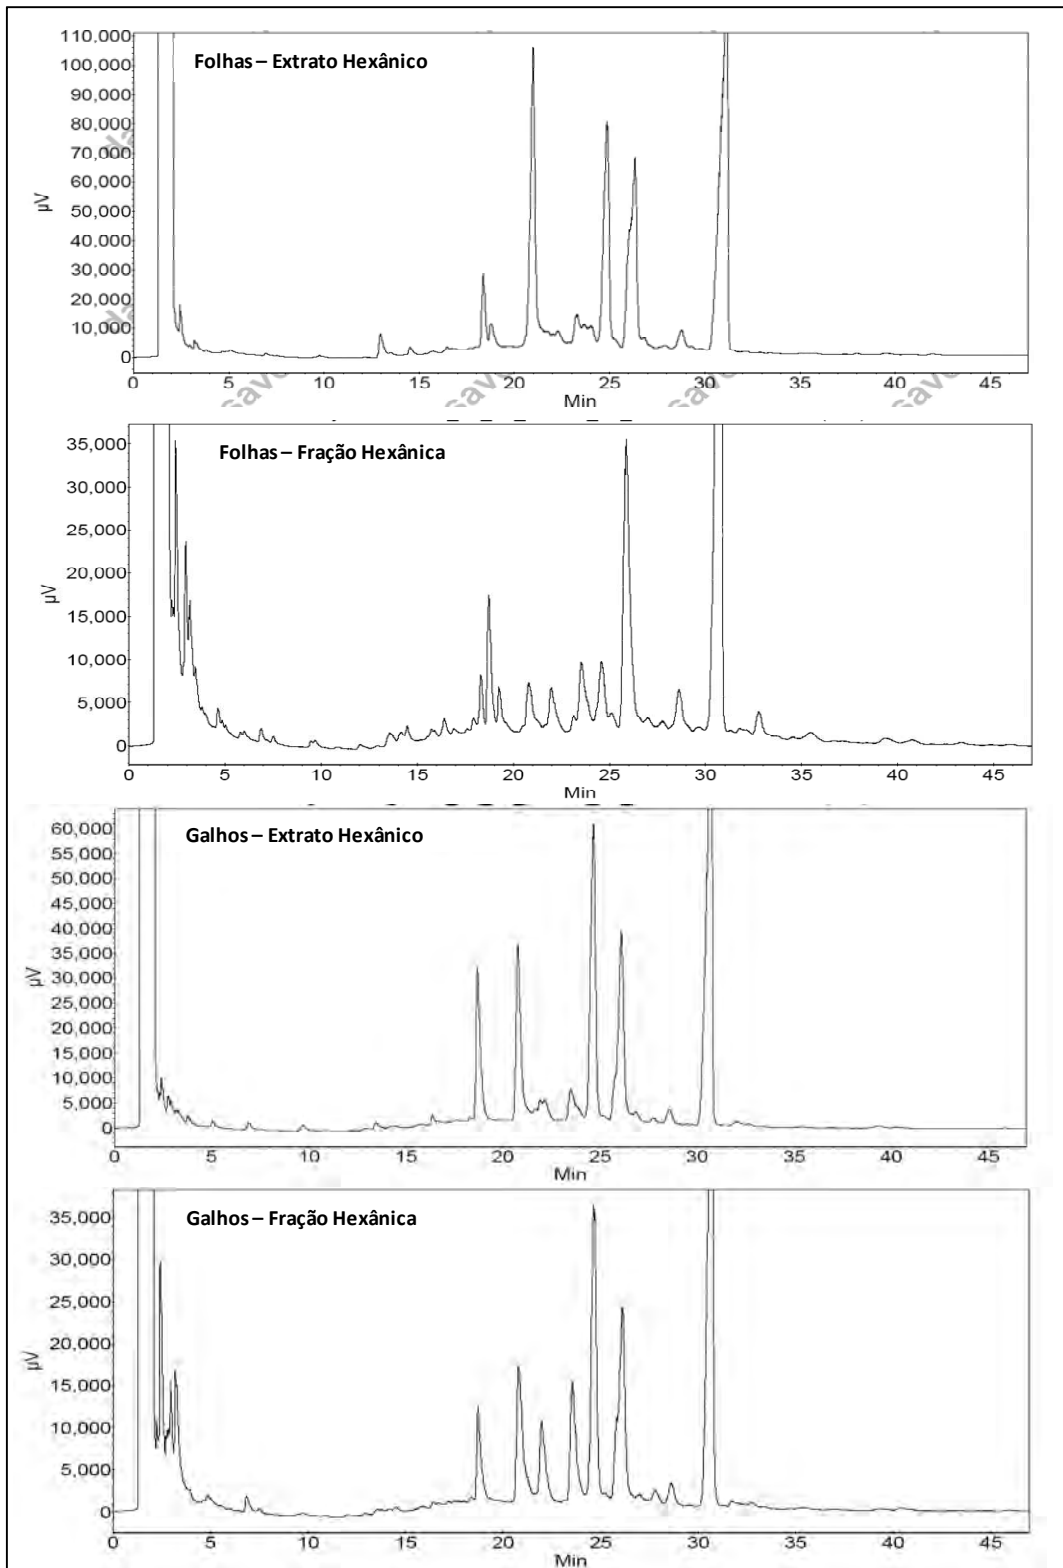 Folhas – Extrato Hexânico
110,000
100,000
90,000
80,000
70,000
60,000
50,000
40,000
30,000
20,000
10,000
0
µV
0 5 10 15 20 25 30 35 40 45
Min
Folhas – Fração Hexânica
35,000
30,000
25,000
20,000
15,000
10,000
5,000
0
µV
0 5 10 15 20 25 30 35 40 45
Min
Galhos – Extrato Hexânico
60,000
55,000
50,000
45,000
40,000
35,000
30,000
25,000
20,000
15,000
10,000
5,000
0
µV
0 5 10 15 20 25 30 35 40 45
Min
Galhos – Fração Hexânica
35,000
30,000
25,000
20,000
15,000
10,000
5,000
0
µV
0 5 10 15 20 25 30 35 40 45
Min